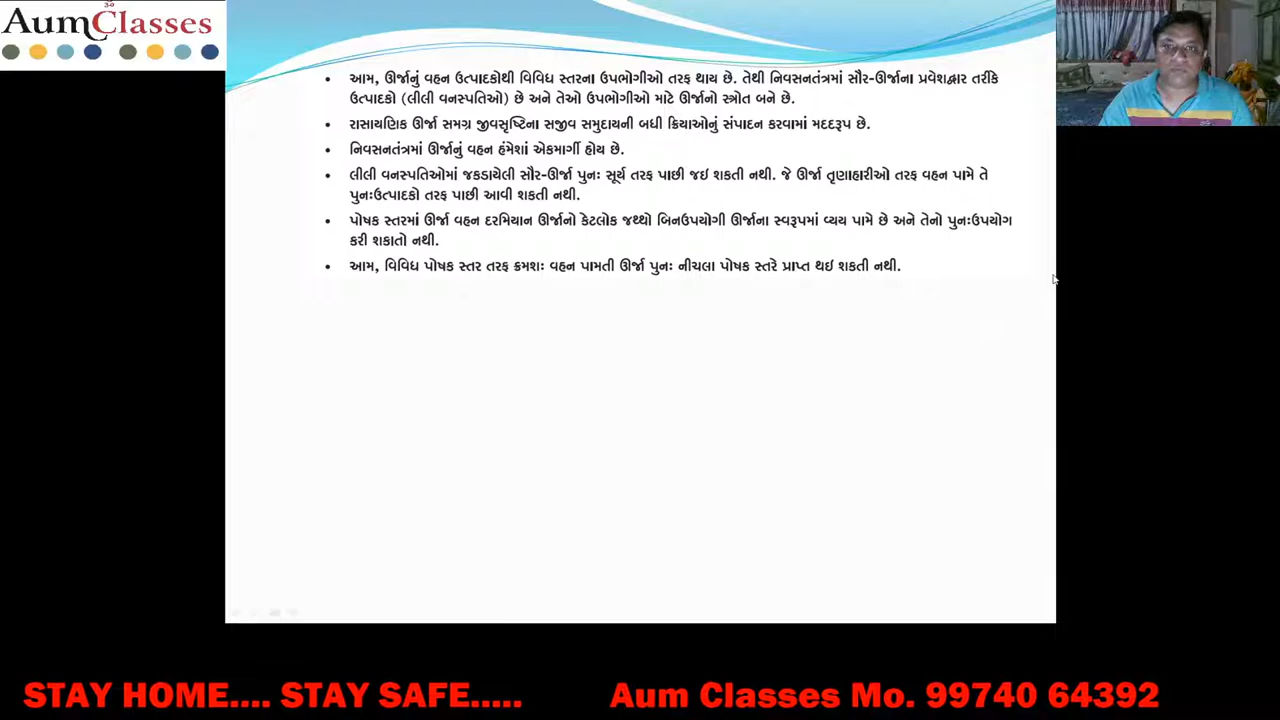 AumClasses
આમ, ઊર્જાનું વહન ઉત્પાદકોથી વિવિધ સ્તરના ઉપભોગીઓ તરફ થાય છે. તેથી નિવસનતંત્રમાં સૌર-ઊર્જાના પ્રવેશદ્વાર તરીકે
ઉત્પાદકો (લીલી વનસ્પતિઓ) છે અને તેઓ ઉપભોગીઓ માટે ઊર્જાનો સ્ત્રોત બને છે.
રાસાયણિક ઊર્જા સમગ્ર જીવસૃષ્ટિના સજીવ સમુદાયની બધી ક્રિયાઓનું સંપાદન કરવામાં મદદરૂપ છે.
નિવસનતંત્રમાં ઊર્જાનું વહન હંમેશાં એકમાર્ગી હોય છે.
લીલી વનસ્પતિઓમાં જકડાયેલી સૌર-ઊર્જા પુનઃ સૂર્ય તરફ પાછી જઇ શકતી નથી. જે ઊર્જા તૃણાહારીઓ તરફ વહન પામે તે
પુનઃઉત્પાદકો તરફ પાછી આવી શકતી નથી.
પોષક સ્તરમાં ઊર્જા વહન દરમિયાન ઊર્જાનો કેટલોક જથ્થો બિનઉપયોગી ઊર્જાના સ્વરૂપમાં વ્યય પામે છે અને તેનો પુનઃઉપયોગ
કરી શકાતો નથી.
આમ, વિવિધ પોષક સ્તર તરફ ક્રમશઃ વહન પામતી ઊર્જા પુનઃ નીચલા પોષક સ્તરે પ્રાપ્ત થઇ શકતી નથી.
STAY HOME.... STAY SAFE..... Aum Classes Mo. 99740 64392